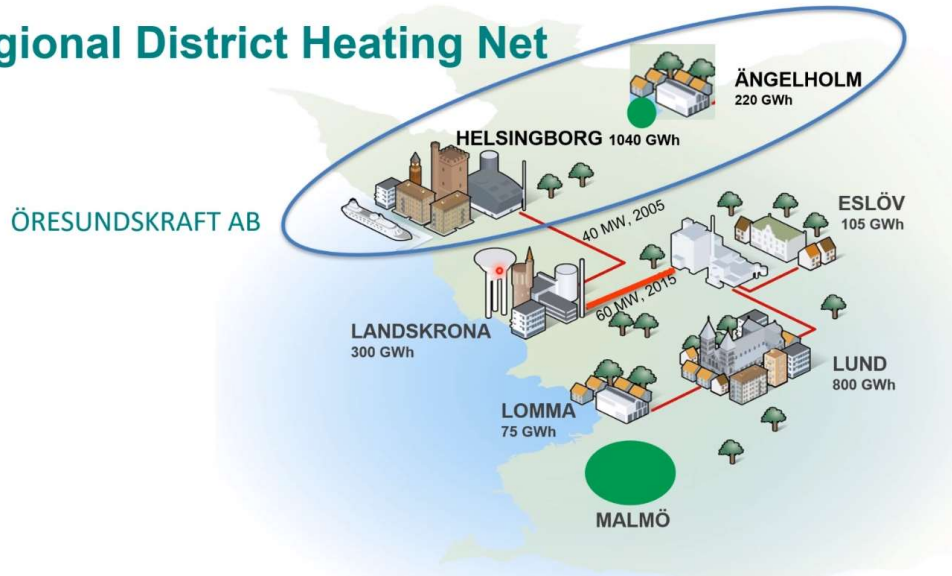 gional District Heating Net
ÄNGELHOLM
220 GWh
HELSINGBORG 1040 GWh
ÖRESUNDSKRAFT AB
40 MW, 2005
ESLÖV
105 GWh
60 MW, 2015
LANDSKRONA
300 GWh
LUND
800 GWh
LOMMA
75 GWh
MALMÖ